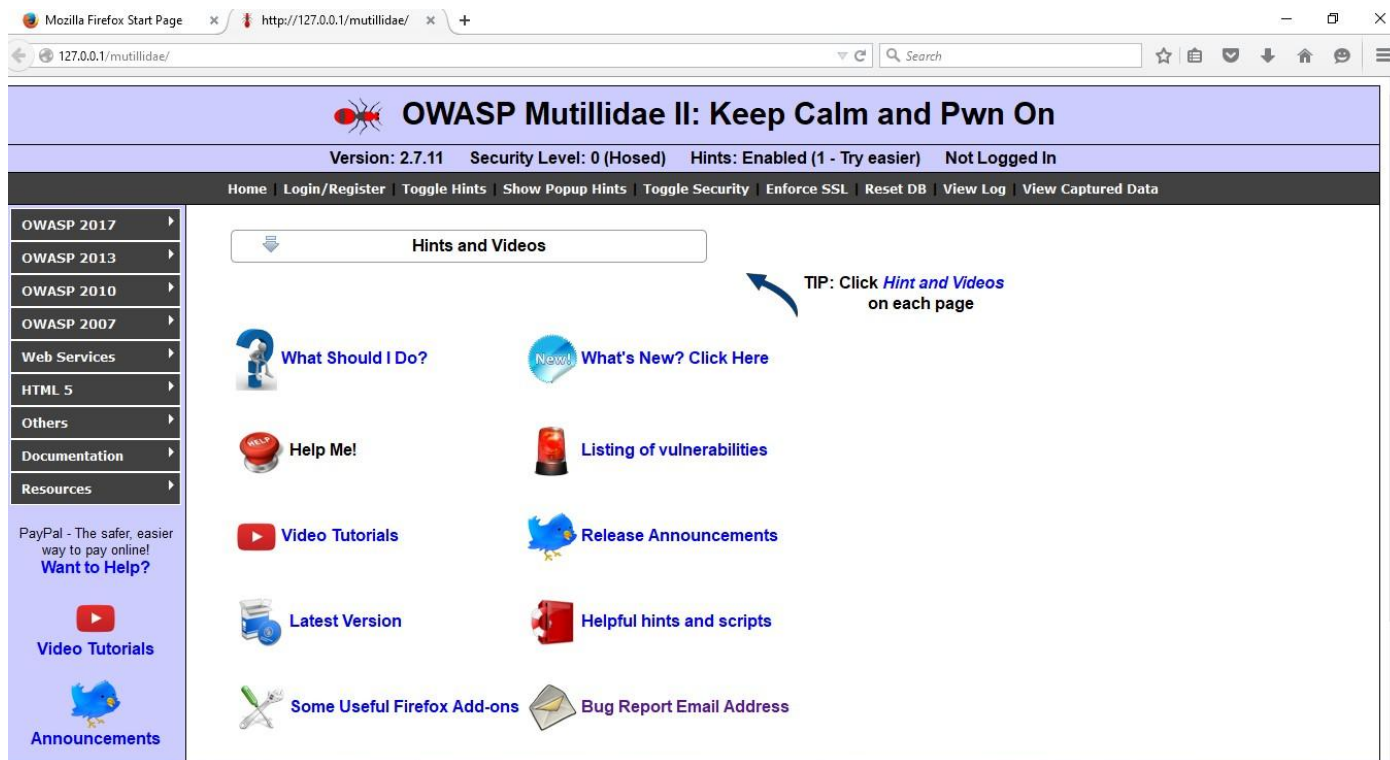 Mozilla Firefox Start Page
http://127.0.0.1/mutillidae/
127.0.0.1/mutillidae/
Search
OWASP Mutillidae II: Keep Calm and Pwn On
Version: 2.7.11 Security Level: 0 (Hosed) Hints: Enabled (1 - Try easier) Not Logged In
Home | Login/Register | Toggle Hints | Show Popup Hints | Toggle Security | Enforce SSL | Reset DB | View Log | View Captured Data
OWASP 2017
OWASP 2013
OWASP 2010
OWASP 2007
Web Services
HTML 5
Others
Documentation
Resources
PayPal - The safer, easier
way to pay online!
Want to Help?
Video Tutorials
Announcements
Hints and Videos
TIP: Click Hint and Videos
on each page
What Should I Do?
New! What's New? Click Here
HELP Help Me!
Listing of vulnerabilities
Video Tutorials
Release Announcements
Latest Version
Helpful hints and scripts
Some Useful Firefox Add-ons
Bug Report Email Address